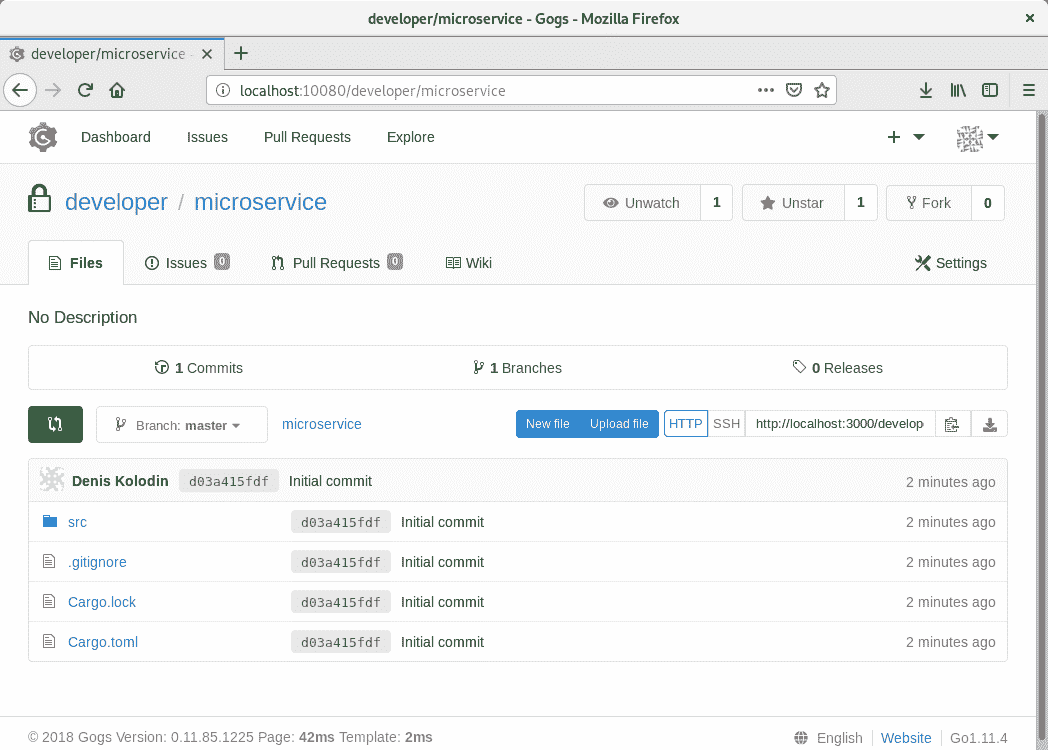 developer/microservice - Gogs - Mozilla Firefox
developer/microservice -
localhost:10080/developer/microservice
Dashboard Issues Pull Requests Explore
developer / microservice Unwatch 1 Unstar 1 Fork 0
Files Issues 0 Pull Requests 0 Wiki Settings
No Description
1 Commits 1 Branches 0 Releases
Branch: master microservice New file Upload file HTTP SSH http://localhost:3000/develop
Denis Kolodin d03a415fdf Initial commit 2 minutes ago
src d03a415fdf Initial commit 2 minutes ago
.gitignore d03a415fdf Initial commit 2 minutes ago
Cargo.lock d03a415fdf Initial commit 2 minutes ago
Cargo.toml d03a415fdf Initial commit 2 minutes ago
© 2018 Gogs Version: 0.11.85.1225 Page: 42ms Template: 2ms English Website Go1.11.4